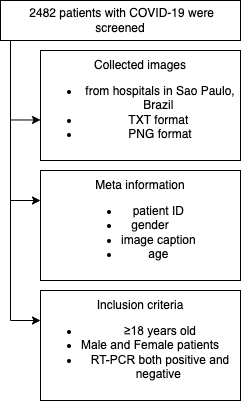 2482 patients with COVID-19 were
screened
Collected images
• from hospitals in Sao Paulo,
Brazil
• TXT format
• PNG format
Meta information
• patient ID
• gender
• image caption
• age
Inclusion criteria
• ≥18 years old
• Male and Female patients
• RT-PCR both positive and
negative